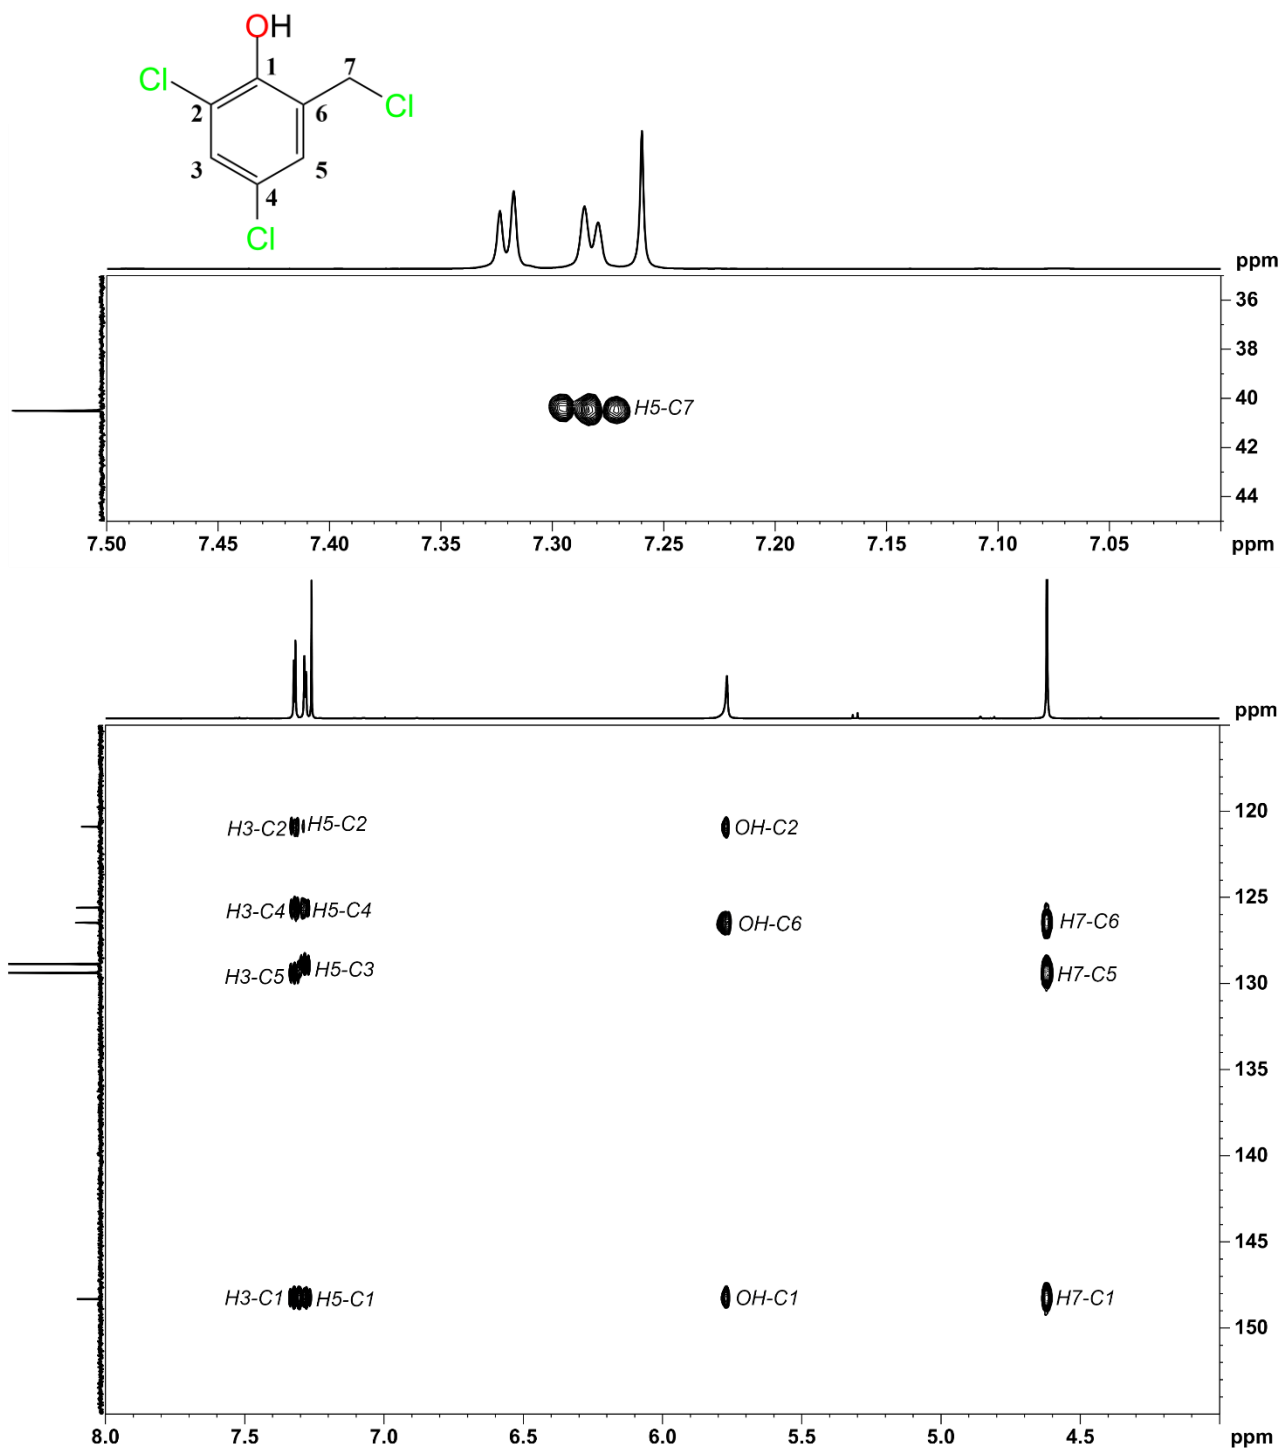 OH
Cl
1
7
2
6
Cl
3
5
4
Cl
ppm
36
38
40
H5-C7
42
44
7.50 7.45 7.40 7.35 7.30 7.25 7.20 7.15 7.10 7.05 ppm
ppm
120
H3-C2 H5-C2 OH-C2
125
H3-C4 H5-C4 OH-C6 H7-C6
H3-C5 H5-C3 H7-C5
130
135
140
145
H3-C1 H5-C1 OH-C1 H7-C1
150
8.0 7.5 7.0 6.5 6.0 5.5 5.0 4.5 ppm